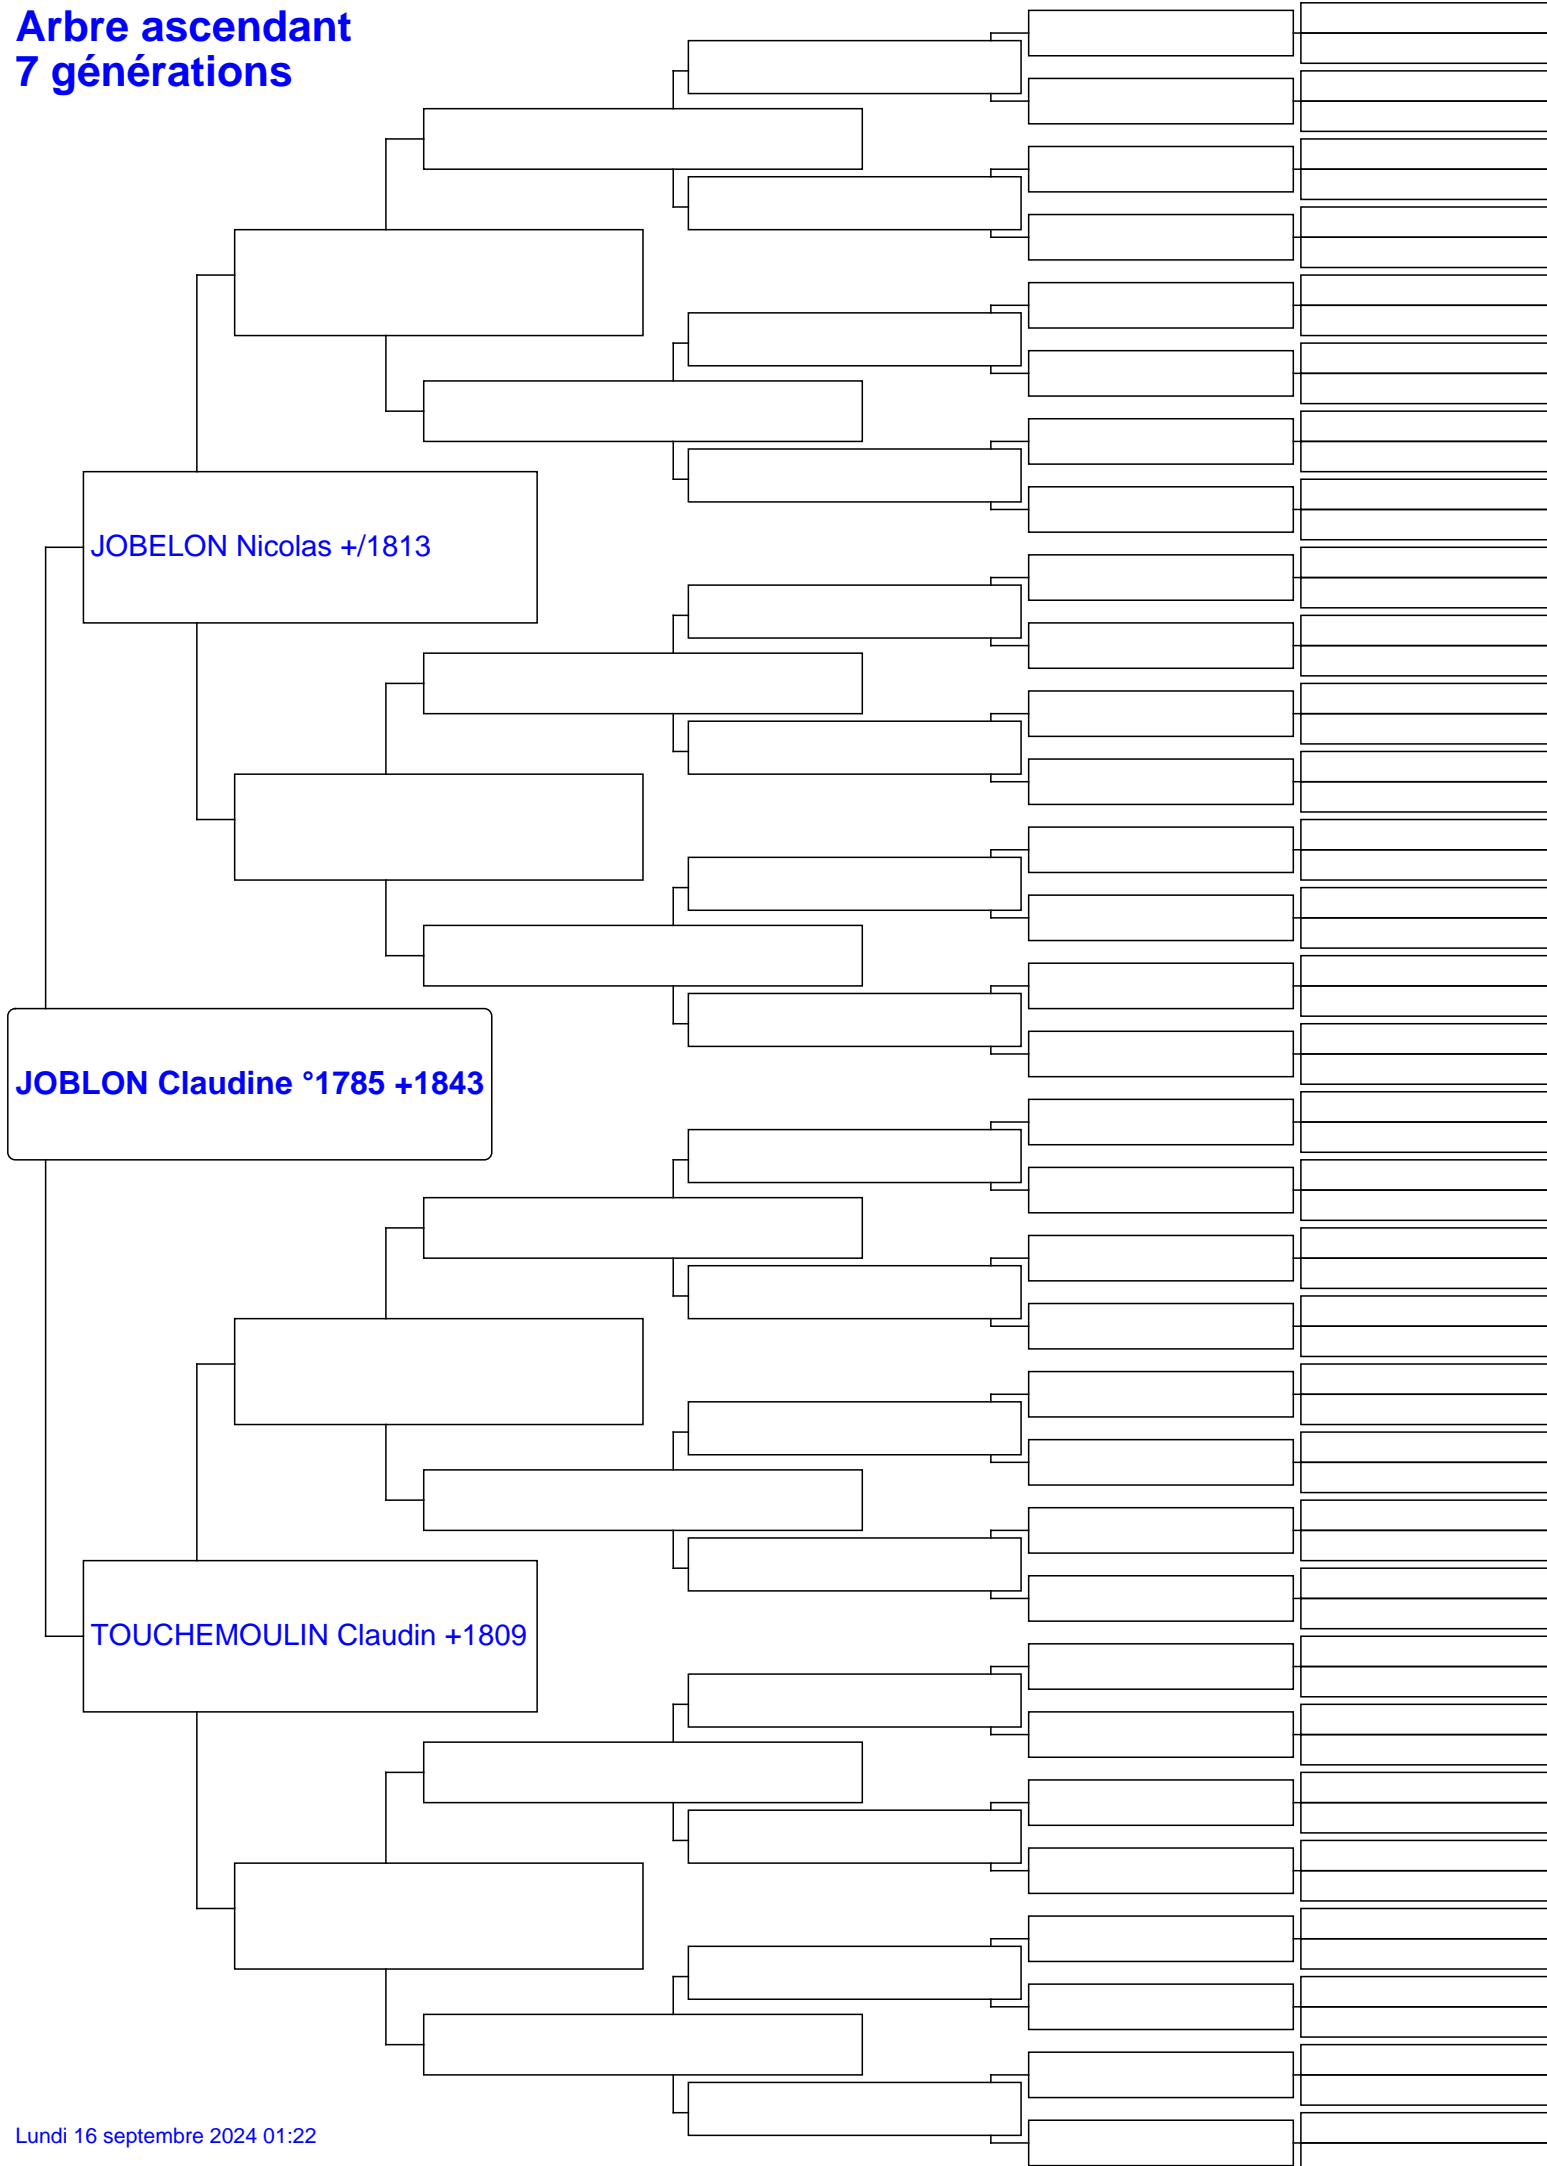 Arbre ascendant
7 générations
JOBELON Nicolas +/1813
JOBLON Claudine °1785 +1843
TOUCHEMOULIN Claudin +1809
Lundi 16 septembre 2024 01:22